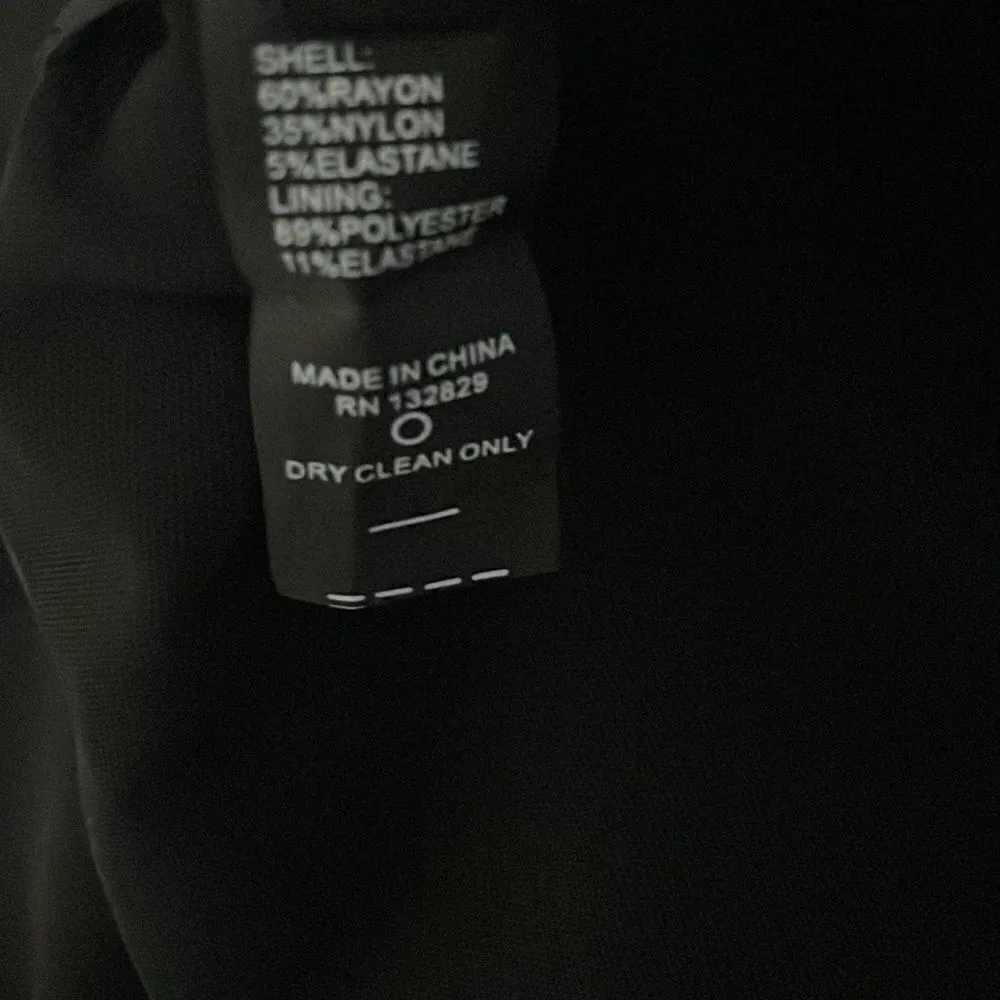 SHELL:
60%RAYON
35%NYLON
5%ELASTANE
LINING:
89%POLYESTER
11%ELASTANE
MADE IN CHINA
RN 132829
DRY CLEAN ONLY